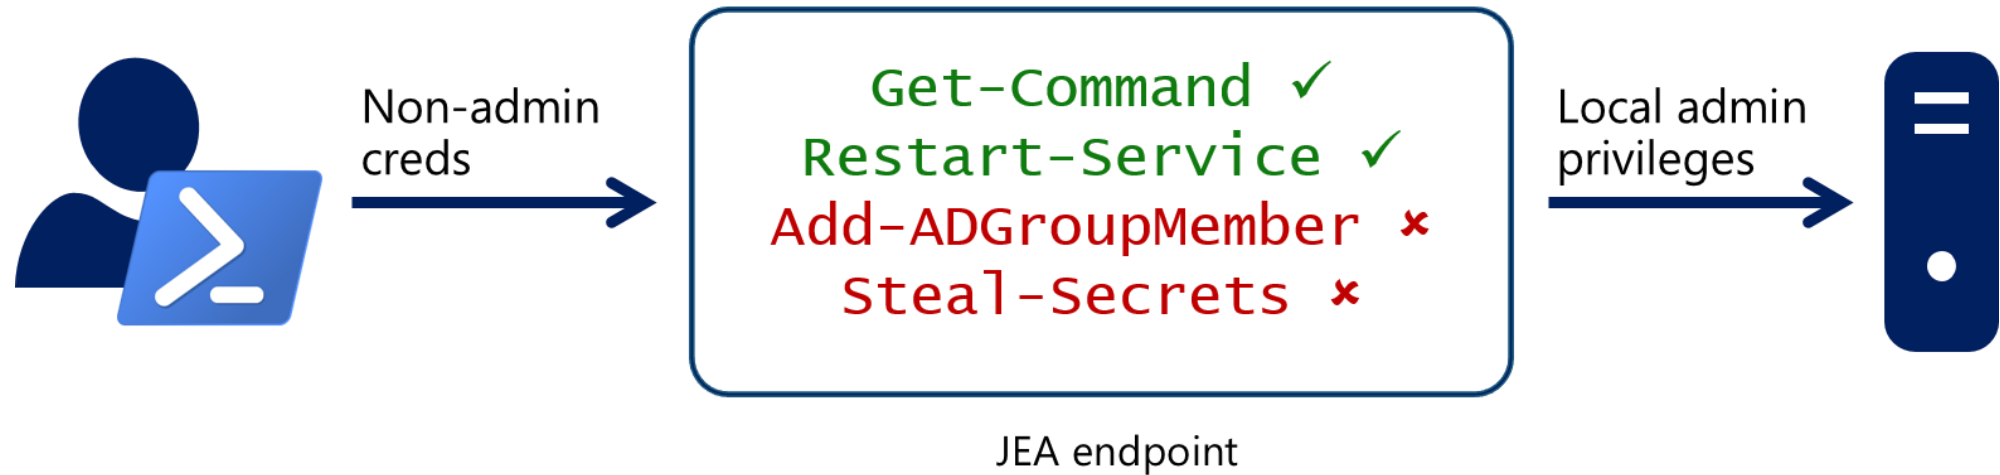 Non-admin
creds
Get-Command ✓
Restart-Service ✓
Add-ADGroupMember ✘
Steal-Secrets ✘
Local admin
privileges
JEA endpoint